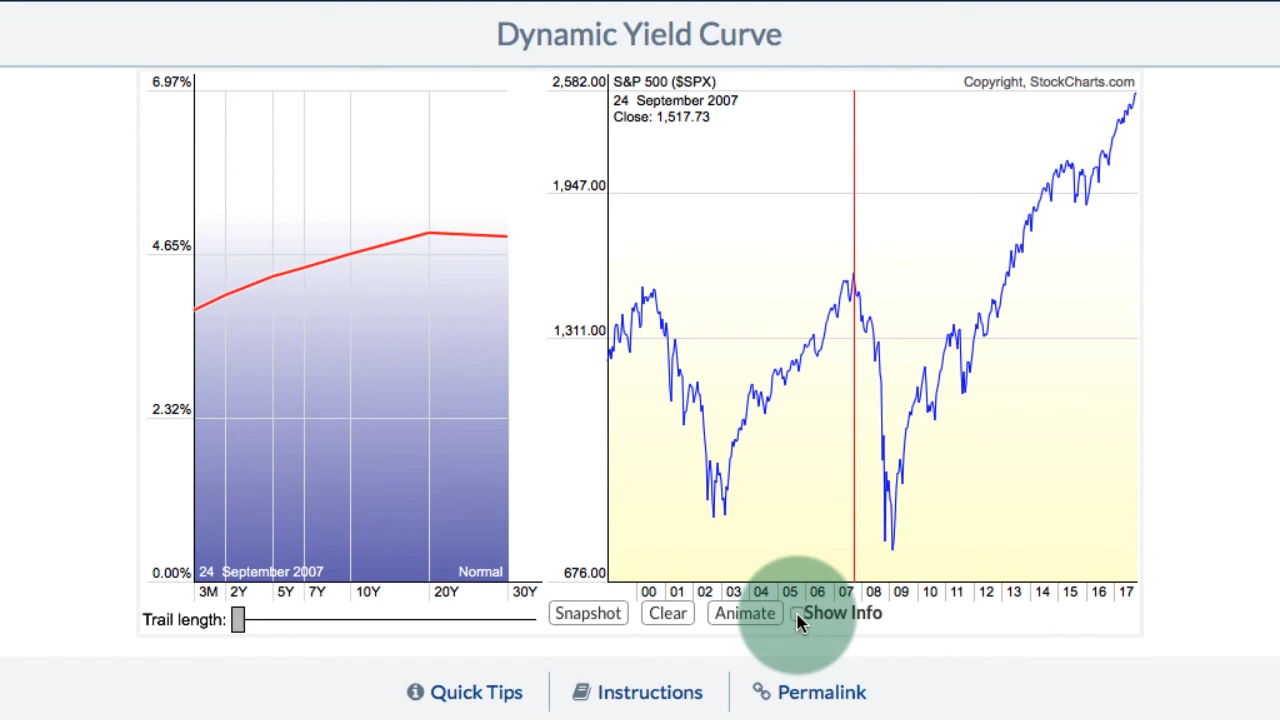 Dynamic Yield Curve
6.97%
4.65%
2.32%
0.00%
24 September 2007 Normal
3M 2Y 5Y 7Y 10Y 20Y 30Y
Trail length:
2,582.00 S&P 500 ($SPX) Copyright, StockCharts.com
24 September 2007
Close: 1,517.73
1,947.00
1,311.00
676.00
00 01 02 03 04 05 06 07 08 09 10 11 12 13 14 15 16 17
Snapshot Clear Animate Show Info
Quick Tips Instructions Permalink